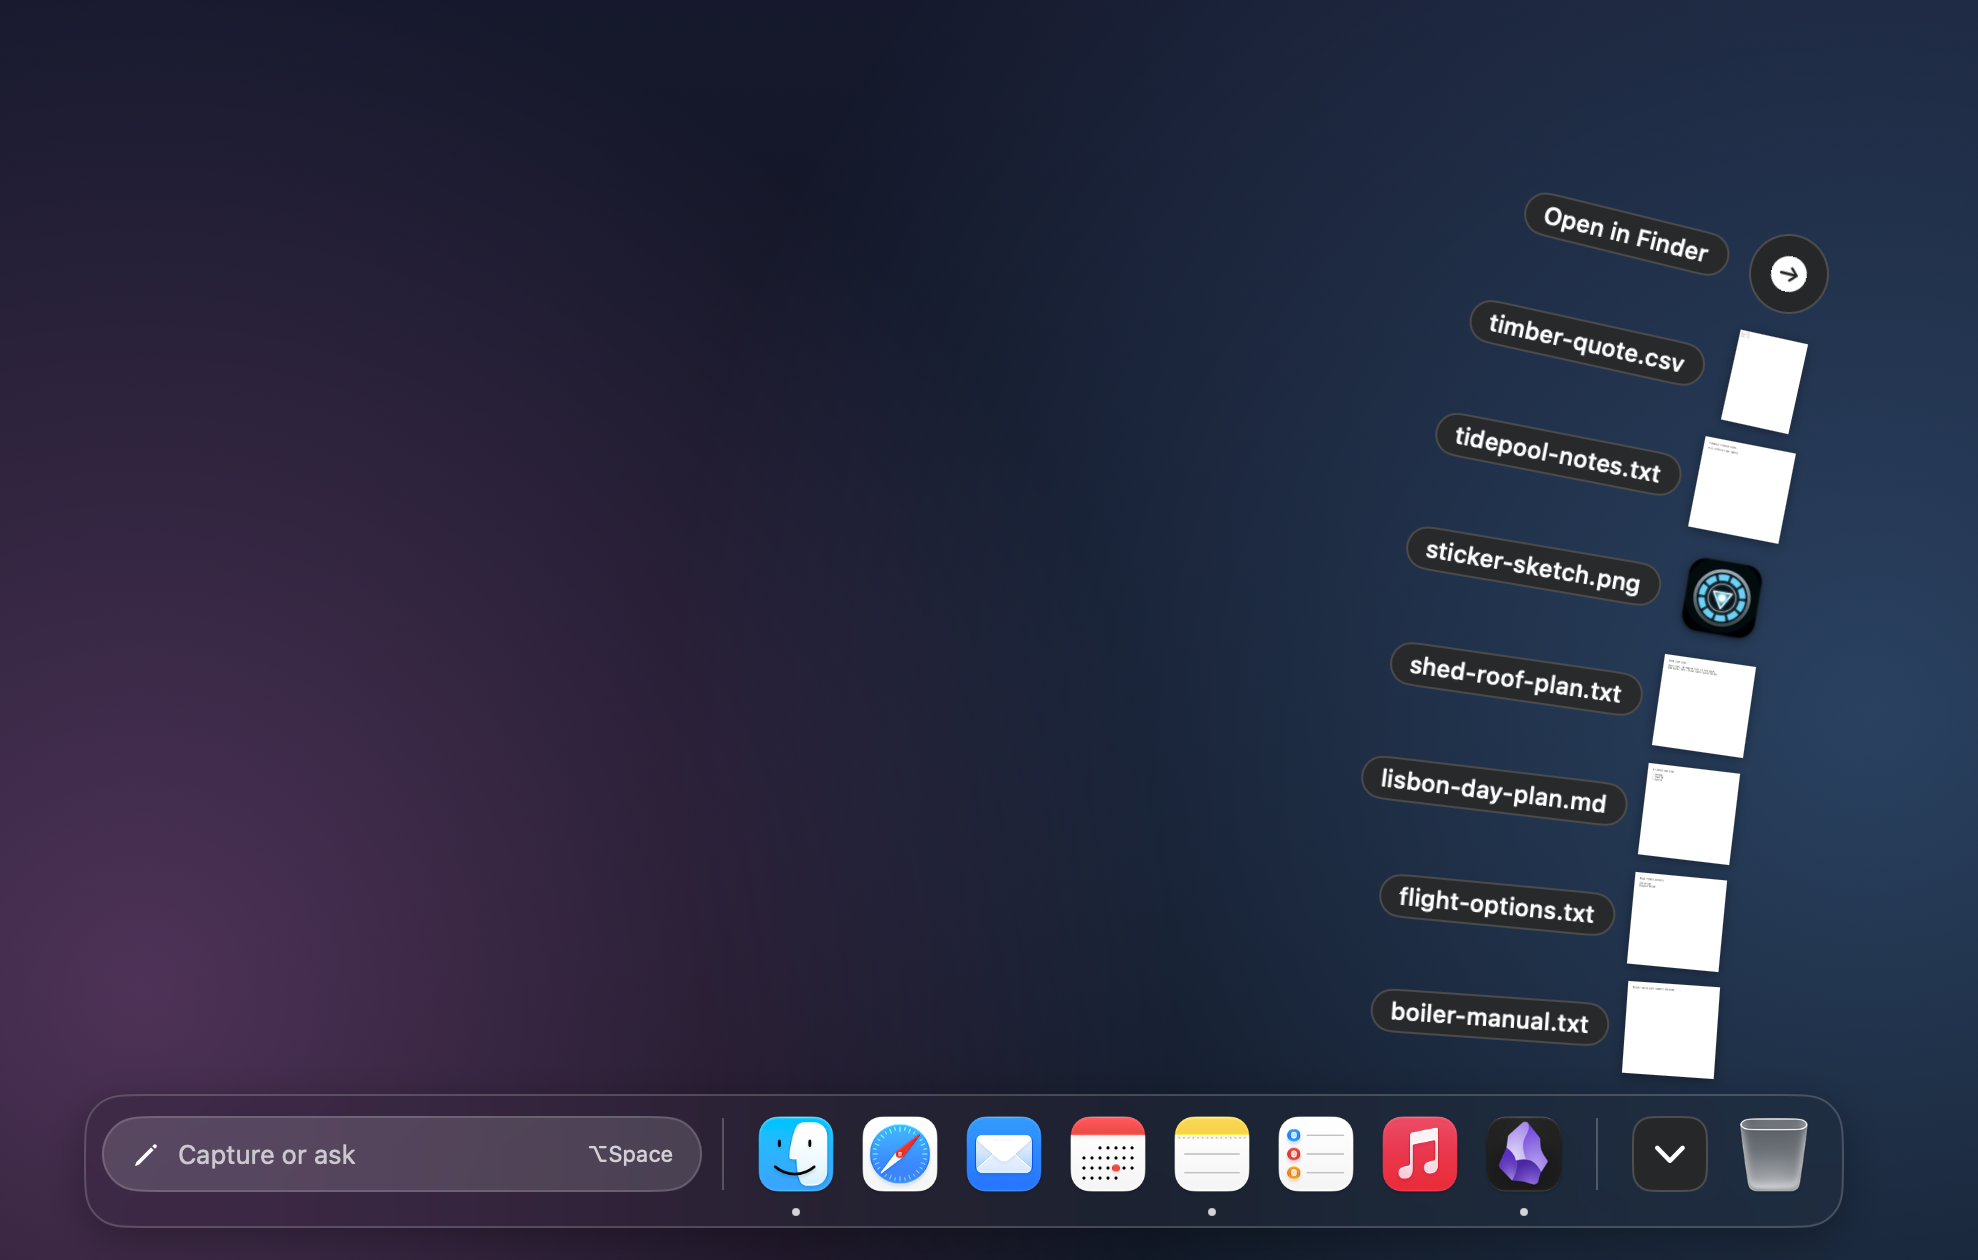 Open in Finder
timber-quote.csv
tidepool-notes.txt
sticker-sketch.png
shed-roof-plan.txt
lisbon-day-plan.md
flight-options.txt
boiler-manual.txt
Capture or ask ⌥Space